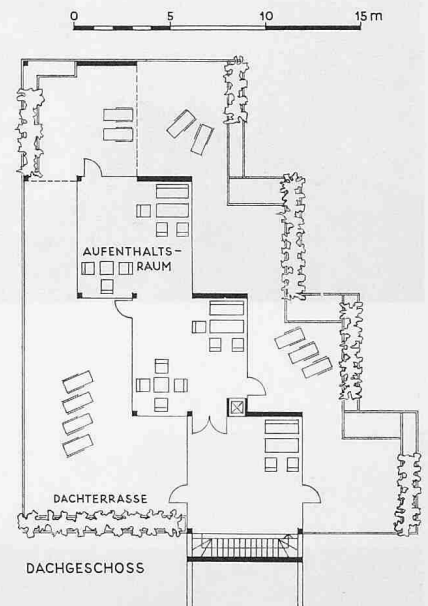 0 5 10 15 m
AUFENTHALTS-
RAUM
DACHTERRASSE
DACHGESCHOSS